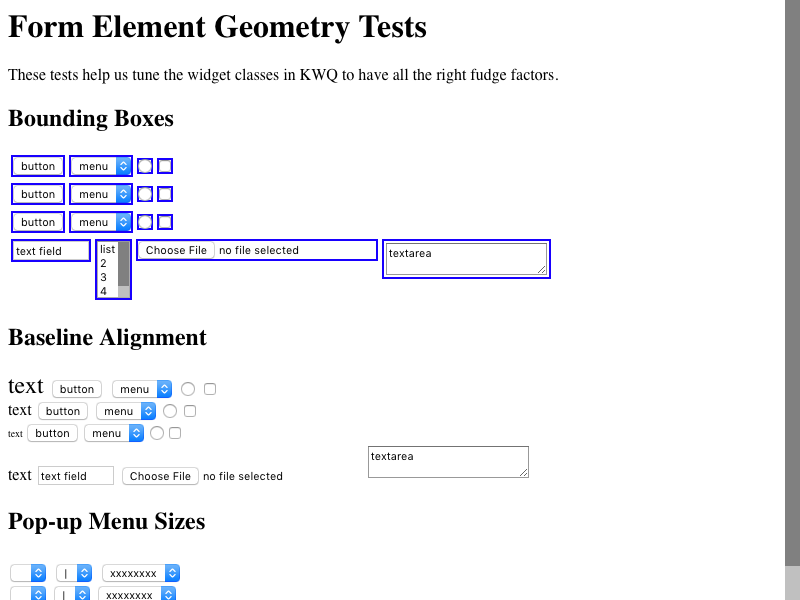 Form Element Geometry Tests
These tests help us tune the widget classes in KWQ to have all the right fudge factors.
Bounding Boxes
button menu
button menu
button menu
text field list Choose File no file selected textarea
2
3
4
Baseline Alignment
text button menu
text button menu
text button menu
textarea
text text field Choose File no file selected
Pop-up Menu Sizes
| xxxxxxxx
| xxxxxxxx